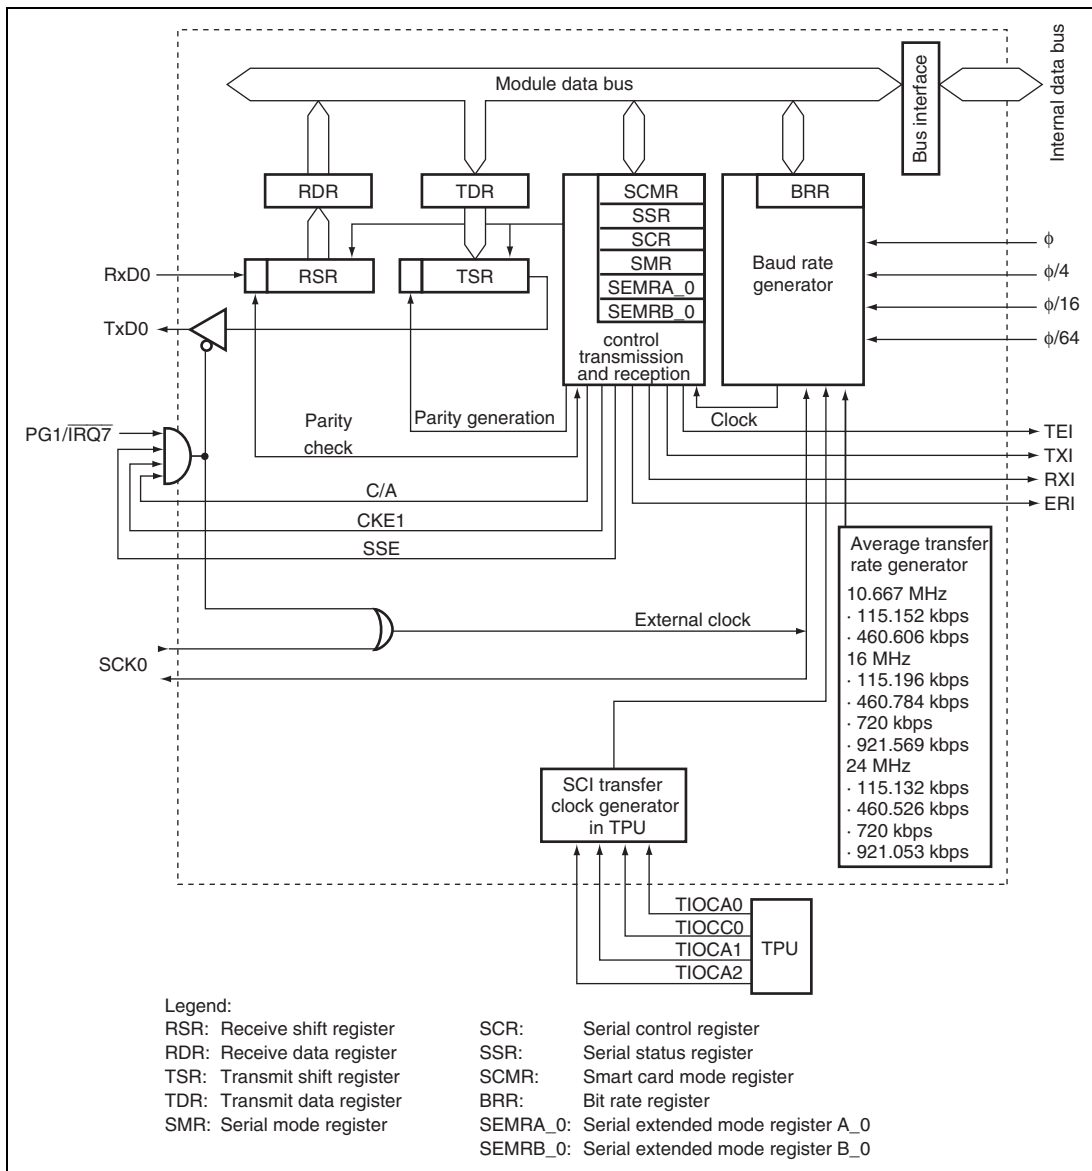 Module data bus
Bus interface
Internal data bus
RDR
TDR
SCMR
SSR
SCR
SMR
SEMRA_0
SEMRB_0
control
transmission
and reception
BRR
Baud rate
generator
RxD0
RSR
TSR
TxD0
ϕ
ϕ/4
ϕ/16
ϕ/64
Parity
check
Parity generation
Clock
PG1/IRQ7
TEI
TXI
RXI
ERI
C/A
CKE1
SSE
Average transfer
rate generator
10.667 MHz
· 115.152 kbps
· 460.606 kbps
16 MHz
· 115.196 kbps
· 460.784 kbps
· 720 kbps
· 921.569 kbps
24 MHz
· 115.132 kbps
· 460.526 kbps
· 720 kbps
· 921.053 kbps
External clock
SCK0
SCI transfer
clock generator
in TPU
TIOCA0
TIOCC0
TIOCA1
TIOCA2
TPU
Legend:
RSR: Receive shift register
RDR: Receive data register
TSR: Transmit shift register
TDR: Transmit data register
SMR: Serial mode register
SCR: Serial control register
SSR: Serial status register
SCMR: Smart card mode register
BRR: Bit rate register
SEMRA_0: Serial extended mode register A_0
SEMRB_0: Serial extended mode register B_0